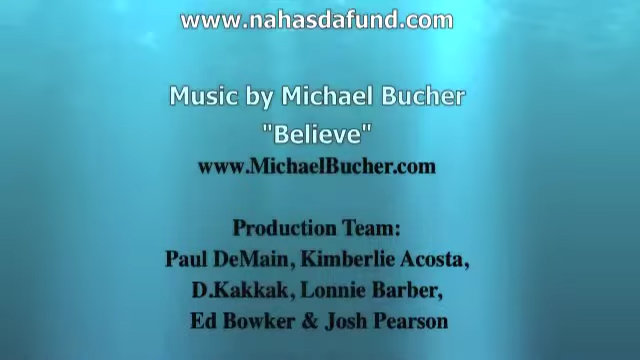 www.nahasdafund.com
Music by Michael Bucher
"Believe"
www.MichaelBucher.com
Production Team:
Paul DeMain, Kimberlie Acosta,
D.Kakkak, Lonnie Barber,
Ed Bowker & Josh Pearson